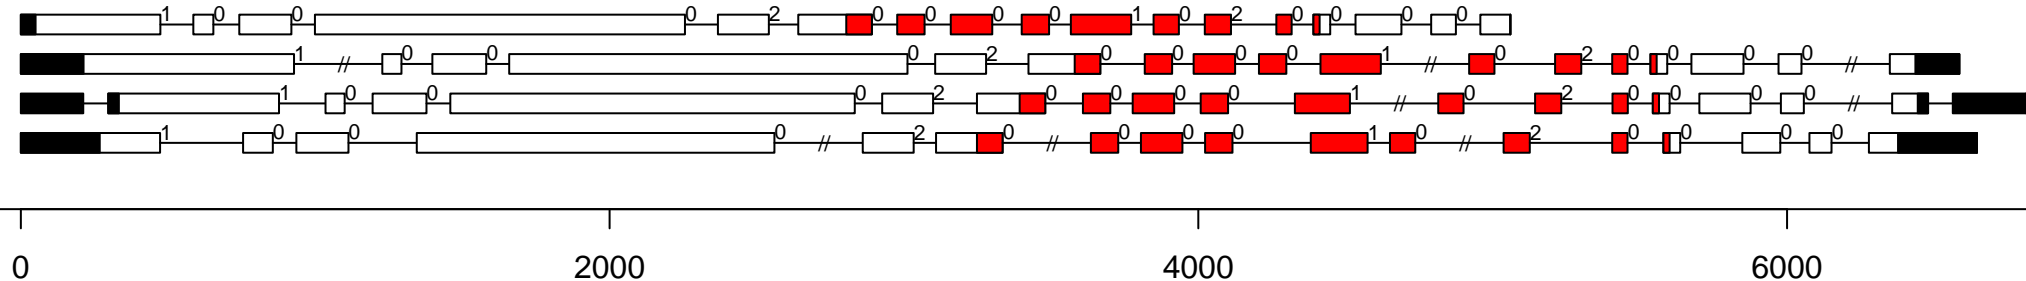 1 0 0 0 2 0 0 0 0 1 0 2 0 0 0 0
1 // 0 0 0 2 0 0 0 0 1 // 0 2 0 0 0 0 //
1 0 0 0 2 0 0 0 0 1 // 0 2 0 0 0 0 //
1 0 0 0 // 2 0 // 0 0 0 1 0 // 2 0 0 0 0
0 2000 4000 6000